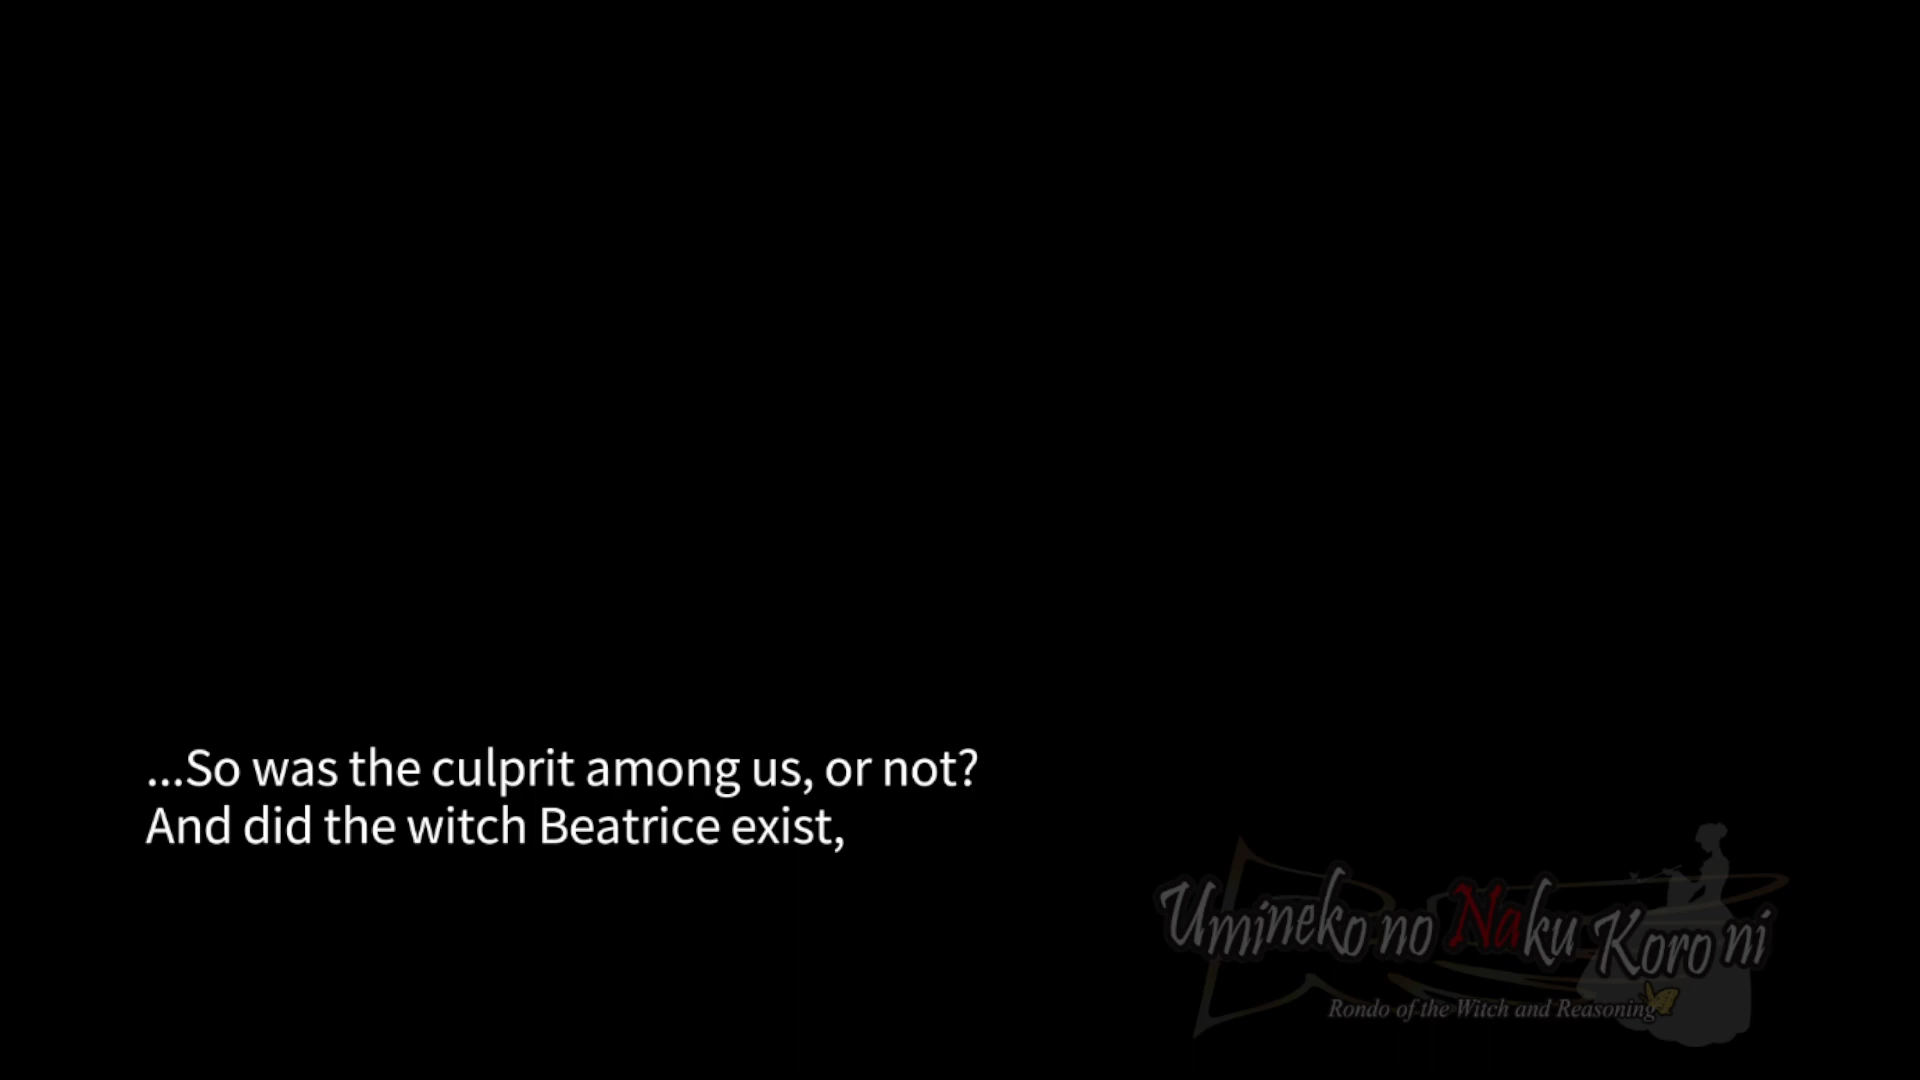 ...So was the culprit among us, or not?
And did the witch Beatrice exist,
Umineko no Naku Koro ni
Rondo of the Witch and Reasoning